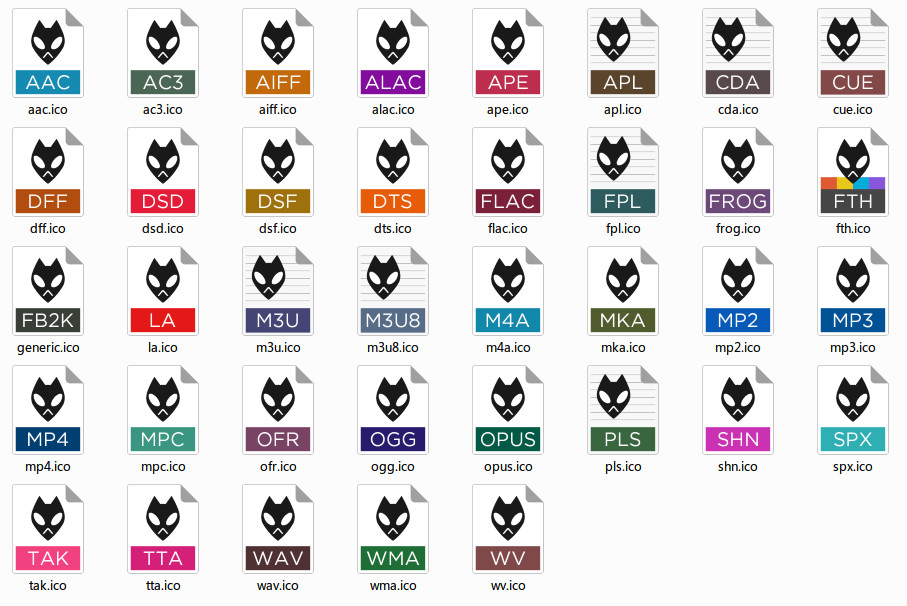 AAC AC3 AIFF ALAC APE APL CDA CUE
aac.ico ac3.ico aiff.ico alac.ico ape.ico apl.ico cda.ico cue.ico
DFF DSD DSF DTS FLAC FPL FROG FTH
dff.ico dsd.ico dsf.ico dts.ico flac.ico fpl.ico frog.ico fth.ico
FB2K LA M3U M3U8 M4A MKA MP2 MP3
generic.ico la.ico m3u.ico m3u8.ico m4a.ico mka.ico mp2.ico mp3.ico
MP4 MPC OFR OGG OPUS PLS SHN SPX
mp4.ico mpc.ico ofr.ico ogg.ico opus.ico pls.ico shn.ico spx.ico
TAK TTA WAV WMA WV
tak.ico tta.ico wav.ico wma.ico wv.ico